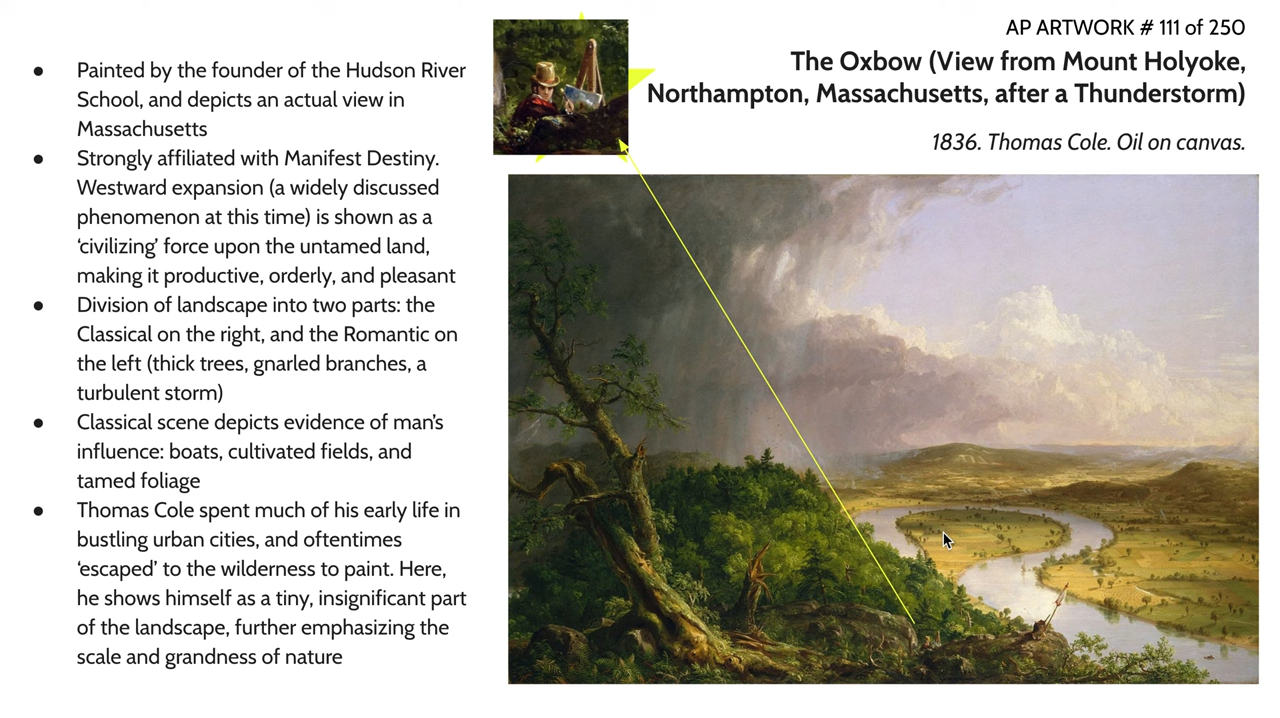 AP ARTWORK # 111 of 250
The Oxbow (View from Mount Holyoke,
Northampton, Massachusetts, after a Thunderstorm)
1836. Thomas Cole. Oil on canvas.
● Painted by the founder of the Hudson River
School, and depicts an actual view in
Massachusetts
● Strongly affiliated with Manifest Destiny.
Westward expansion (a widely discussed
phenomenon at this time) is shown as a
‘civilizing’ force upon the untamed land,
making it productive, orderly, and pleasant
● Division of landscape into two parts: the
Classical on the right, and the Romantic on
the left (thick trees, gnarled branches, a
turbulent storm)
● Classical scene depicts evidence of man’s
influence: boats, cultivated fields, and
tamed foliage
● Thomas Cole spent much of his early life in
bustling urban cities, and oftentimes
‘escaped’ to the wilderness to paint. Here,
he shows himself as a tiny, insignificant part
of the landscape, further emphasizing the
scale and grandness of nature